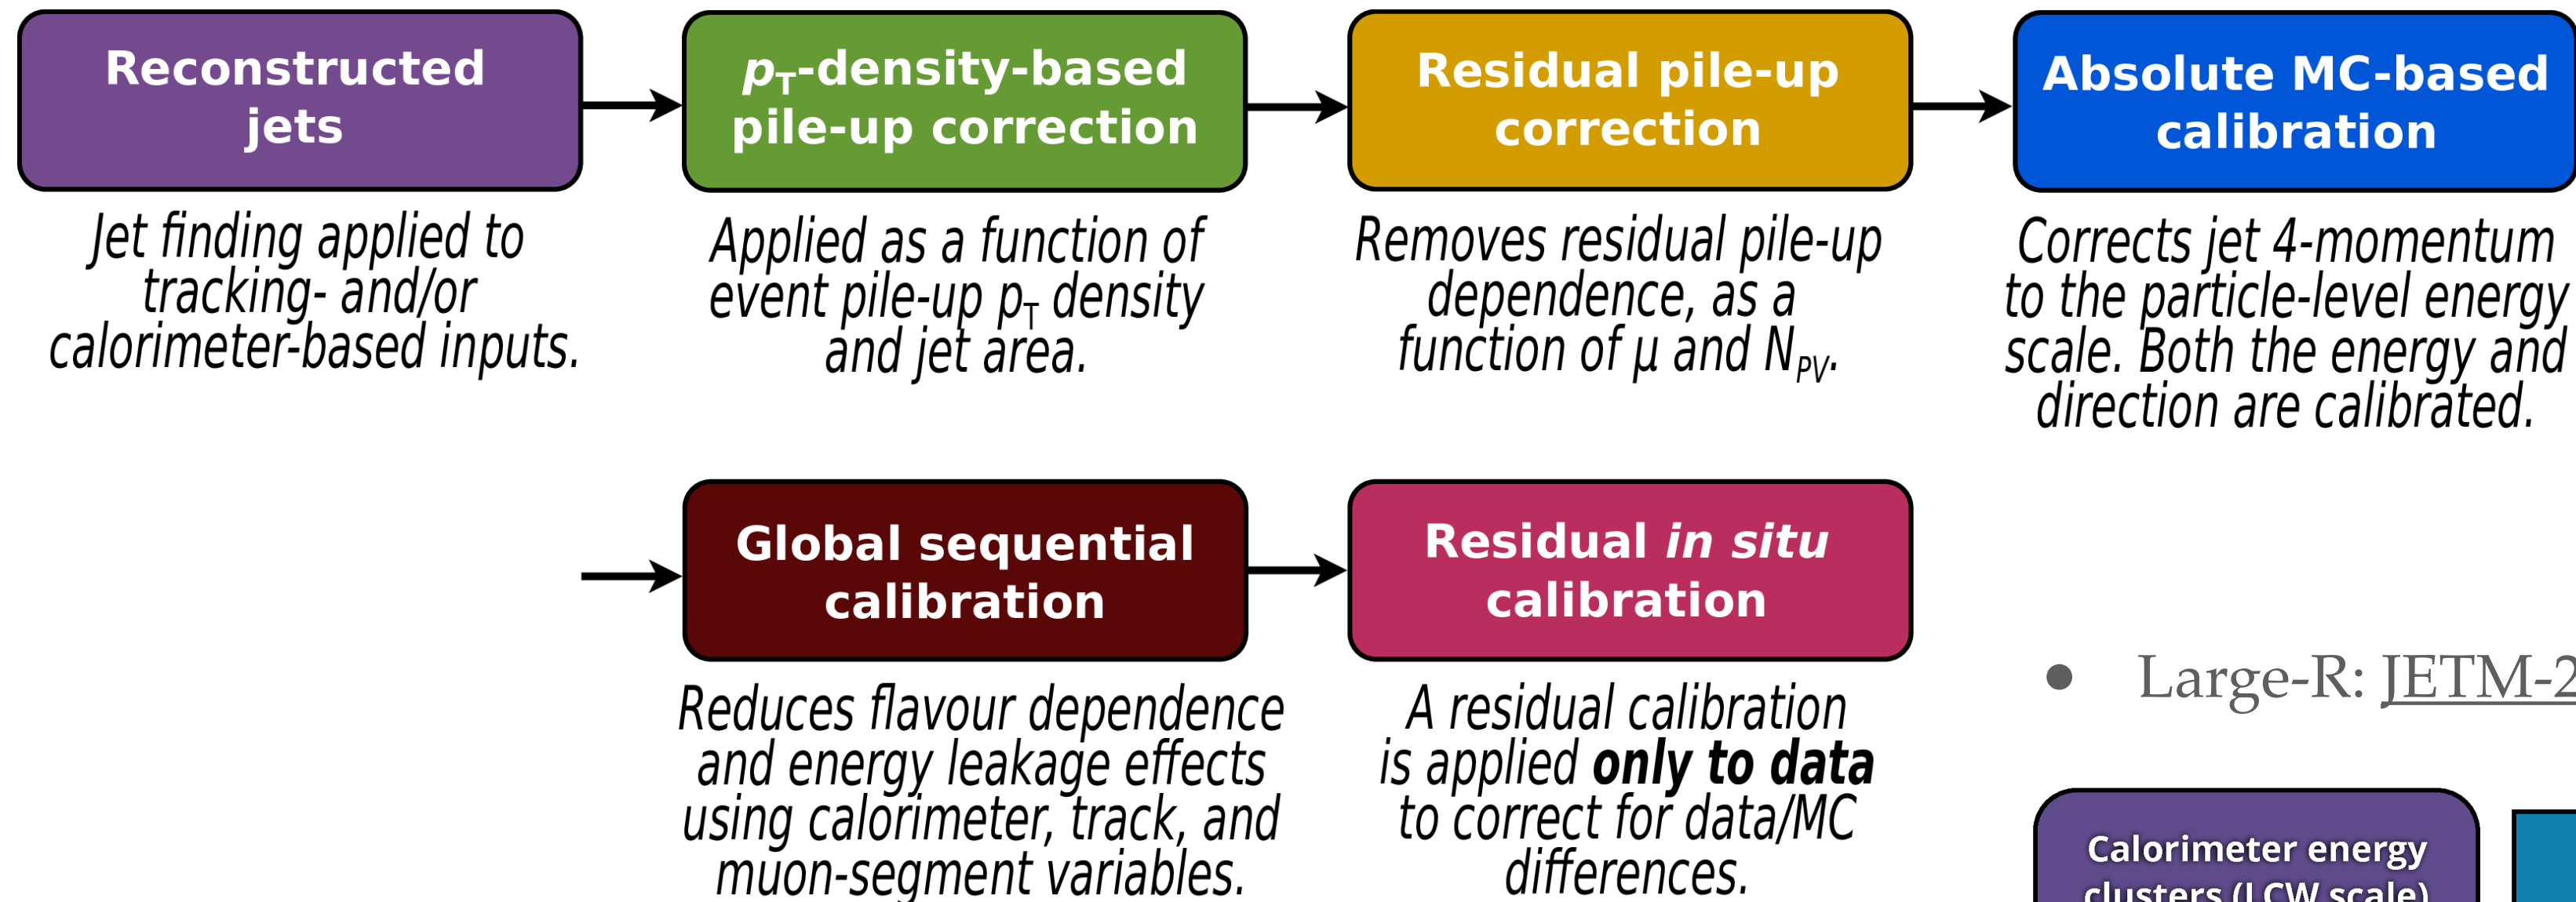 Reconstructed
jets
pT-density-based
pile-up correction
Residual pile-up
correction
Absolute MC-based
calibration
Jet finding applied to
tracking- and/or
calorimeter-based inputs.
Applied as a function of
event pile-up pT density
and jet area.
Removes residual pile-up
dependence, as a
function of μ and NPV.
Corrects jet 4-momentum
to the particle-level energy
scale. Both the energy and
direction are calibrated.
Global sequential
calibration
Residual in situ
calibration
Reduces flavour dependence
and energy leakage effects
using calorimeter, track, and
muon-segment variables.
A residual calibration
is applied only to data
to correct for data/MC
differences.
• Large-R: JETM-2
Calorimeter energy
clusters (LCW scale)